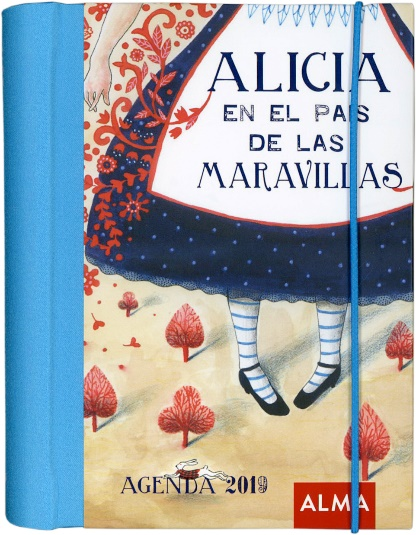 ALICIA
EN EL PAIS
DE LAS
MARAVILLAS
AGENDA 2019
ALMA